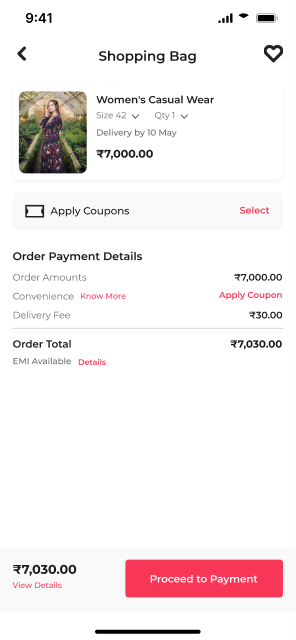 9:41
Shopping Bag
Women's Casual Wear
Size 42 Qty 1
Delivery by 10 May
₹7,000.00
Apply Coupons Select
Order Payment Details
Order Amounts ₹7,000.00
Convenience Know More Apply Coupon
Delivery Fee ₹30.00
Order Total ₹7,030.00
EMI Available Details
₹7,030.00
View Details
Proceed to Payment